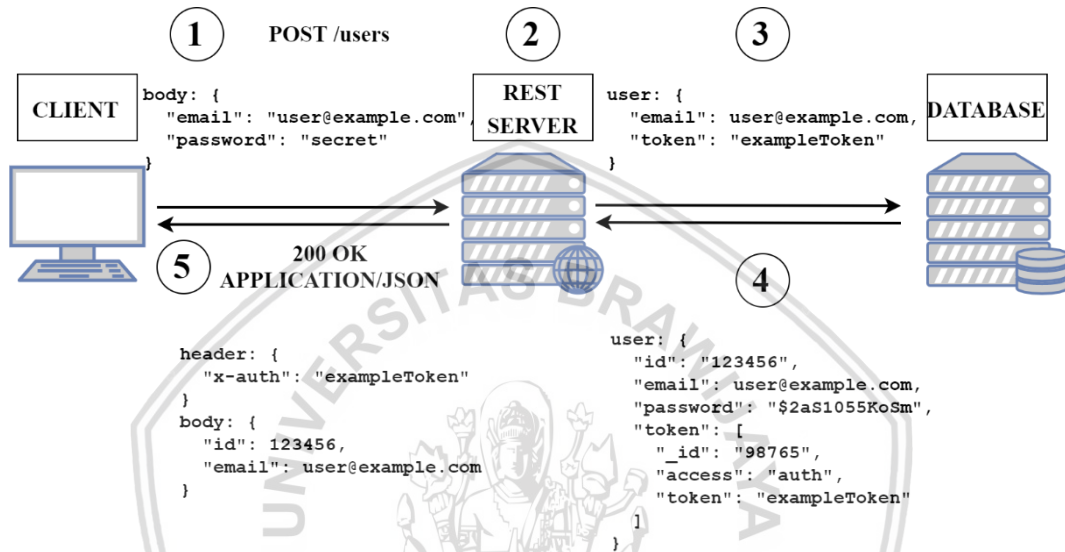 1
POST /users
2
3
CLIENT
body: {
"email": "user@example.com",
"password": "secret"
}
REST
SERVER
user: {
"email": user@example.com,
"token": "exampleToken"
}
DATABASE
5
200 OK
APPLICATION/JSON
4
header: {
"x-auth": "exampleToken"
}
body: {
"id": 123456,
"email": user@example.com
}
user: {
"id": "123456",
"email": user@example.com,
"password": "$2aS1055KoSm",
"token": [
"_id": "98765",
"access": "auth",
"token": "exampleToken"
]
}
UNIVERSITAS BRAWIJAYA